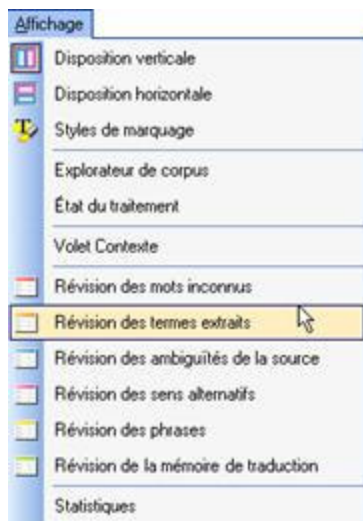 Affichage
Disposition verticale
Disposition horizontale
Styles de marquage
Explorateur de corpus
État du traitement
Volet Contexte
Révision des mots inconnus
Révision des termes extraits
Révision des ambiguïtés de la source
Révision des sens alternatifs
Révision des phrases
Révision de la mémoire de traduction
Statistiques